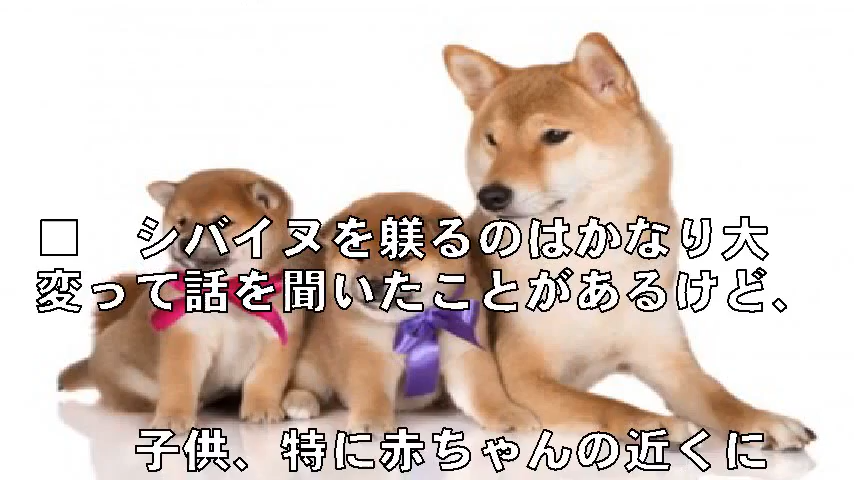 □　シバイヌを躾るのはかなり大
変って話を聞いたことがあるけど、
子供、特に赤ちゃんの近くに